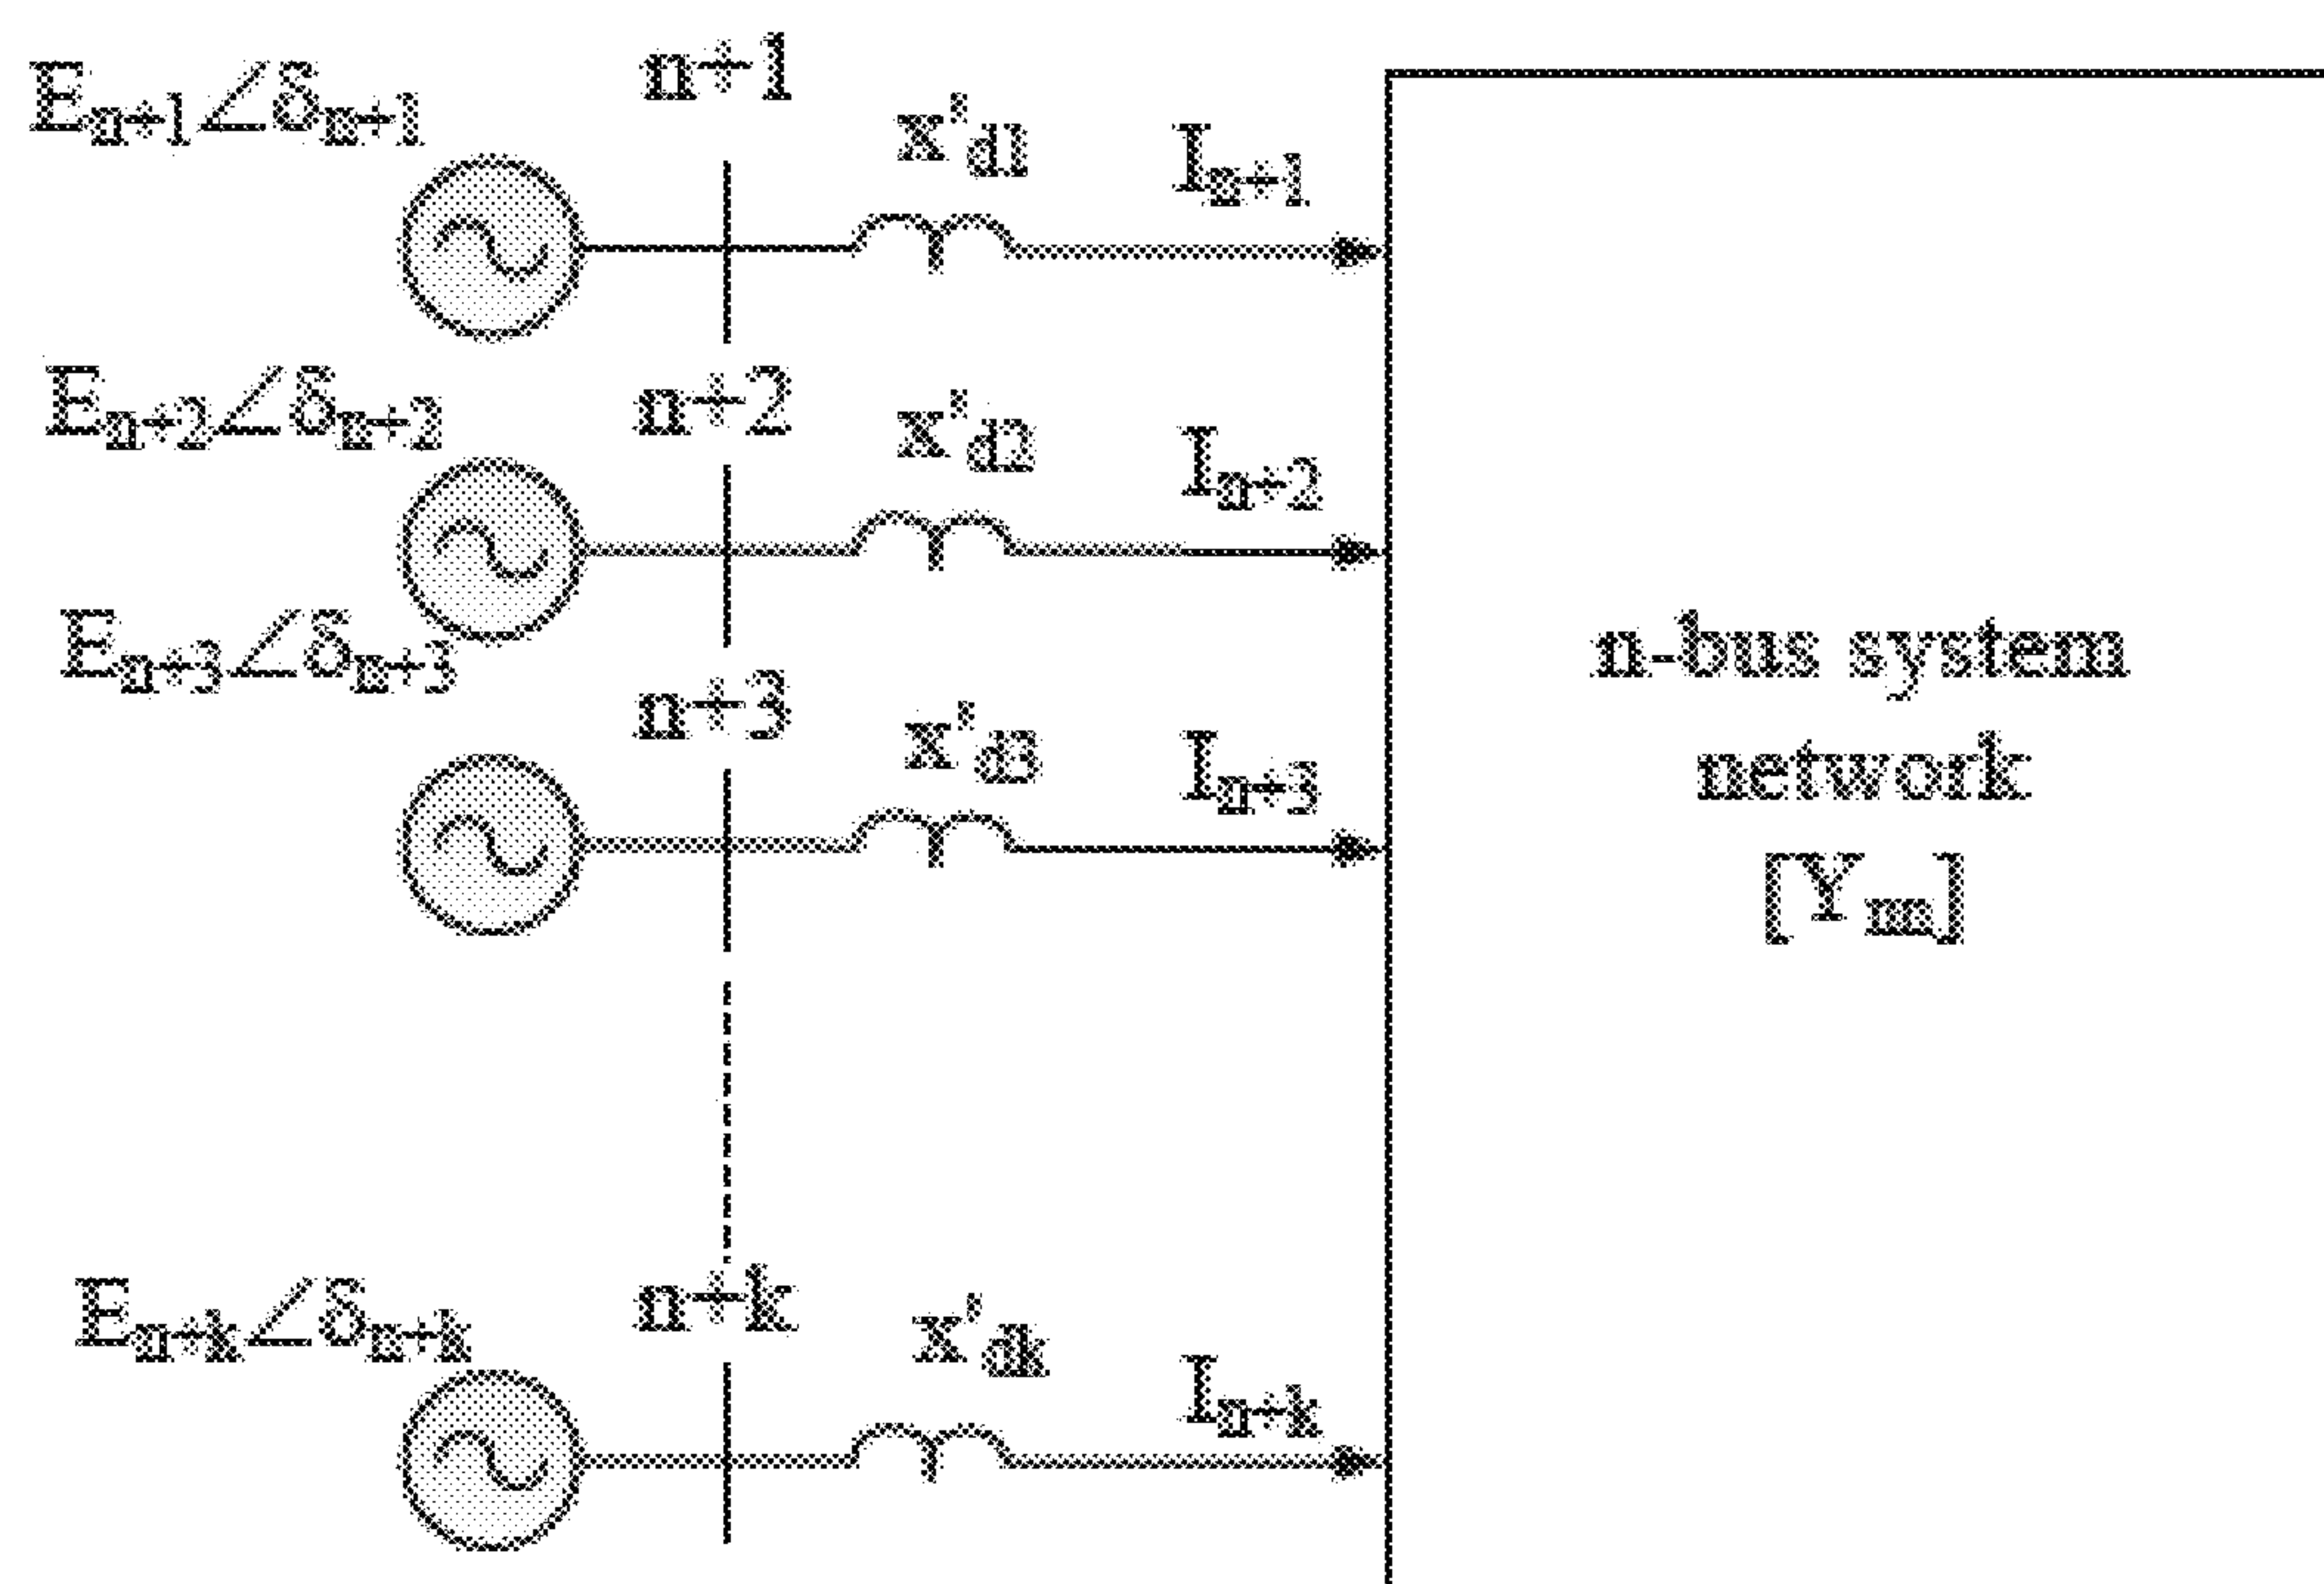 n+1
E_{n+1}∠δ_{n+1}
x'_{d1}
I_{n+1}
E_{n+2}∠δ_{n+2}
n+2
x'_{d2}
I_{n+2}
E_{n+3}∠δ_{n+3}
n+3
x'_{d3}
I_{n+3}
n-bus system
network
[Y_{nn}]
E_{n+k}∠δ_{n+k}
n+k
x'_{dk}
I_{n+k}